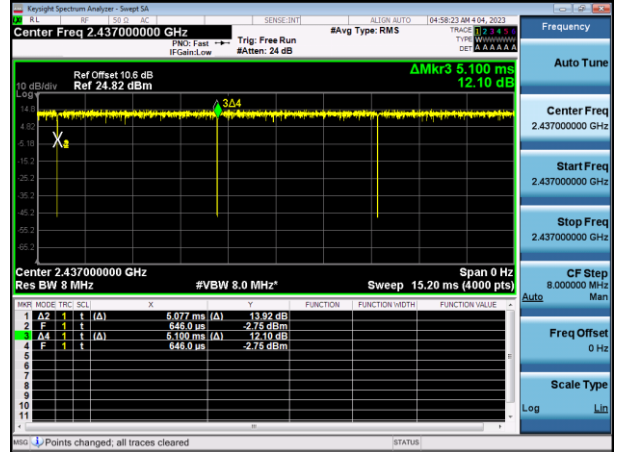 Keysight Spectrum Analyzer - Swept SA
RL RF 50 Ω AC SENSE:INT ALIGN AUTO 04:58:23 AM 4 04, 2023
Center Freq 2.437000000 GHz
PNO: Fast
IFGain:Low
Trig: Free Run
#Atten: 24 dB
#Avg Type: RMS
TRACE 1 2 3 4 5 6
TYPE WWWWWW
DET A A A A A A
Frequency
Auto Tune
Center Freq
2.437000000 GHz
Start Freq
2.437000000 GHz
Stop Freq
2.437000000 GHz
CF Step
8.000000 MHz
Auto Man
Freq Offset
0 Hz
Scale Type
Log Lin
Ref Offset 10.6 dB
10 dB/div Ref 24.82 dBm
ΔMkr3 5.100 ms
12.10 dB
Log
14.8
4.82
-5.18
-15.2
-25.2
-35.2
-45.2
-55.2
-65.2
3Δ4
Center 2.437000000 GHz Span 0 Hz
Res BW 8 MHz #VBW 8.0 MHz* Sweep 15.20 ms (4000 pts)
MKR MODE TRC SCL X Y FUNCTION FUNCTION WIDTH FUNCTION VALUE
1 Δ2 1 t (Δ) 5.077 ms (Δ) 13.92 dB
2 F 1 t 646.0 µs -2.75 dBm
3 Δ4 1 t (Δ) 5.100 ms (Δ) 12.10 dB
4 F 1 t 646.0 µs -2.75 dBm
5
6
7
8
9
10
11
MSG Points changed; all traces cleared STATUS